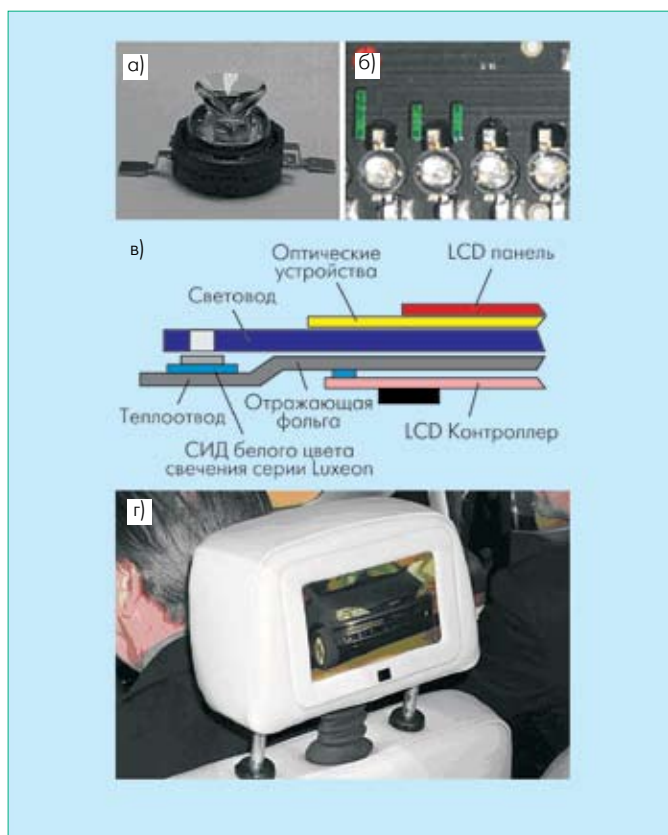 а)
б)
в)
Оптические
устройства
LCD панель
Световод
Теплоотвод
Отражающая
фольга
LCD Контроллер
СИД белого цвета
свечения серии Luxeon
г)